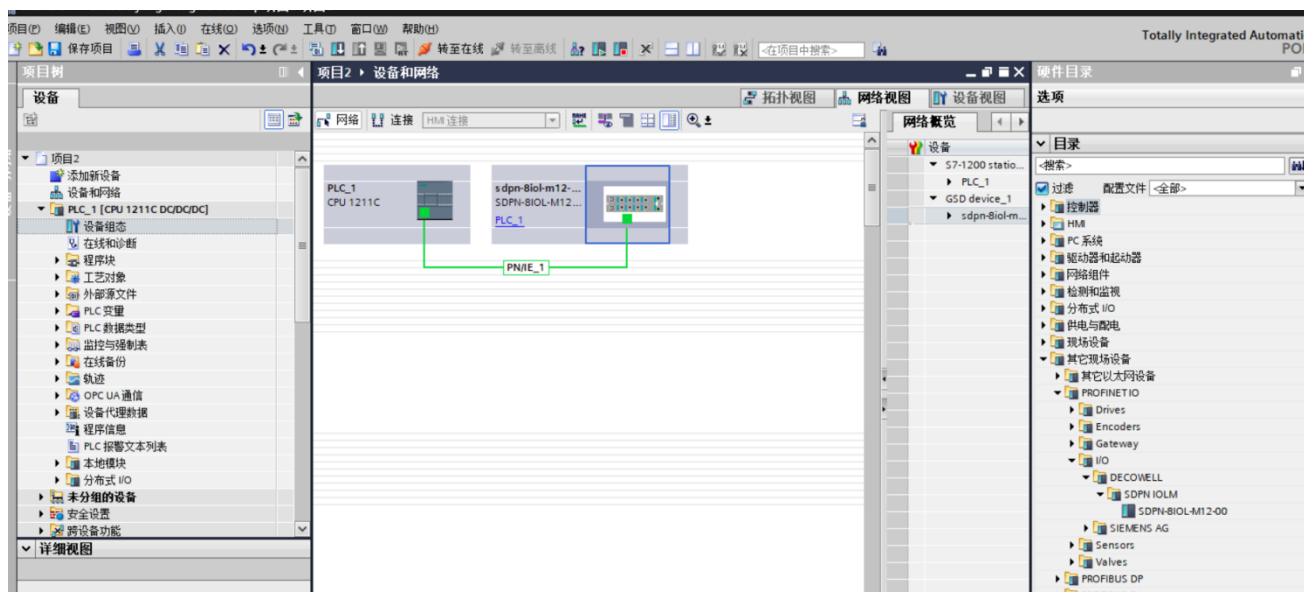 项目(P) 编辑(E) 视图(V) 插入(I) 在线(O) 选项(N) 工具(T) 窗口(W) 帮助(H)
保存项目 转至在线 转至离线 <在项目中搜索>
Totally Integrated Automati
PO
项目树
项目2 ▸ 设备和网络
硬件目录
设备
拓扑视图 网络视图 设备视图
选项
网络 连接 HMI 连接
网络概览
目录
设备
<搜索>
过滤 配置文件 <全部>
项目2
添加新设备
设备和网络
PLC_1 [CPU 1211C DC/DC/DC]
设备组态
在线和诊断
程序块
工艺对象
外部源文件
PLC 变量
PLC 数据类型
监控与强制表
在线备份
轨迹
OPC UA 通信
设备代理数据
程序信息
PLC 报警文本列表
本地模块
分布式 I/O
未分组的设备
安全设置
跨设备功能
详细视图
PLC_1
CPU 1211C
sdpn-8iol-m12-...
SDPN-8IOL-M12...
PLC_1
PN/IE_1
S7-1200 statio...
PLC_1
GSD device_1
sdpn-8iol-m...
控制器
HMI
PC 系统
驱动器和起动器
网络组件
检测和监视
分布式 I/O
供电与配电
现场设备
其它现场设备
其它以太网设备
PROFINET IO
Drives
Encoders
Gateway
I/O
DECOWELL
SDPN IOLM
SDPN-8IOL-M12-00
SIEMENS AG
Sensors
Valves
PROFIBUS DP